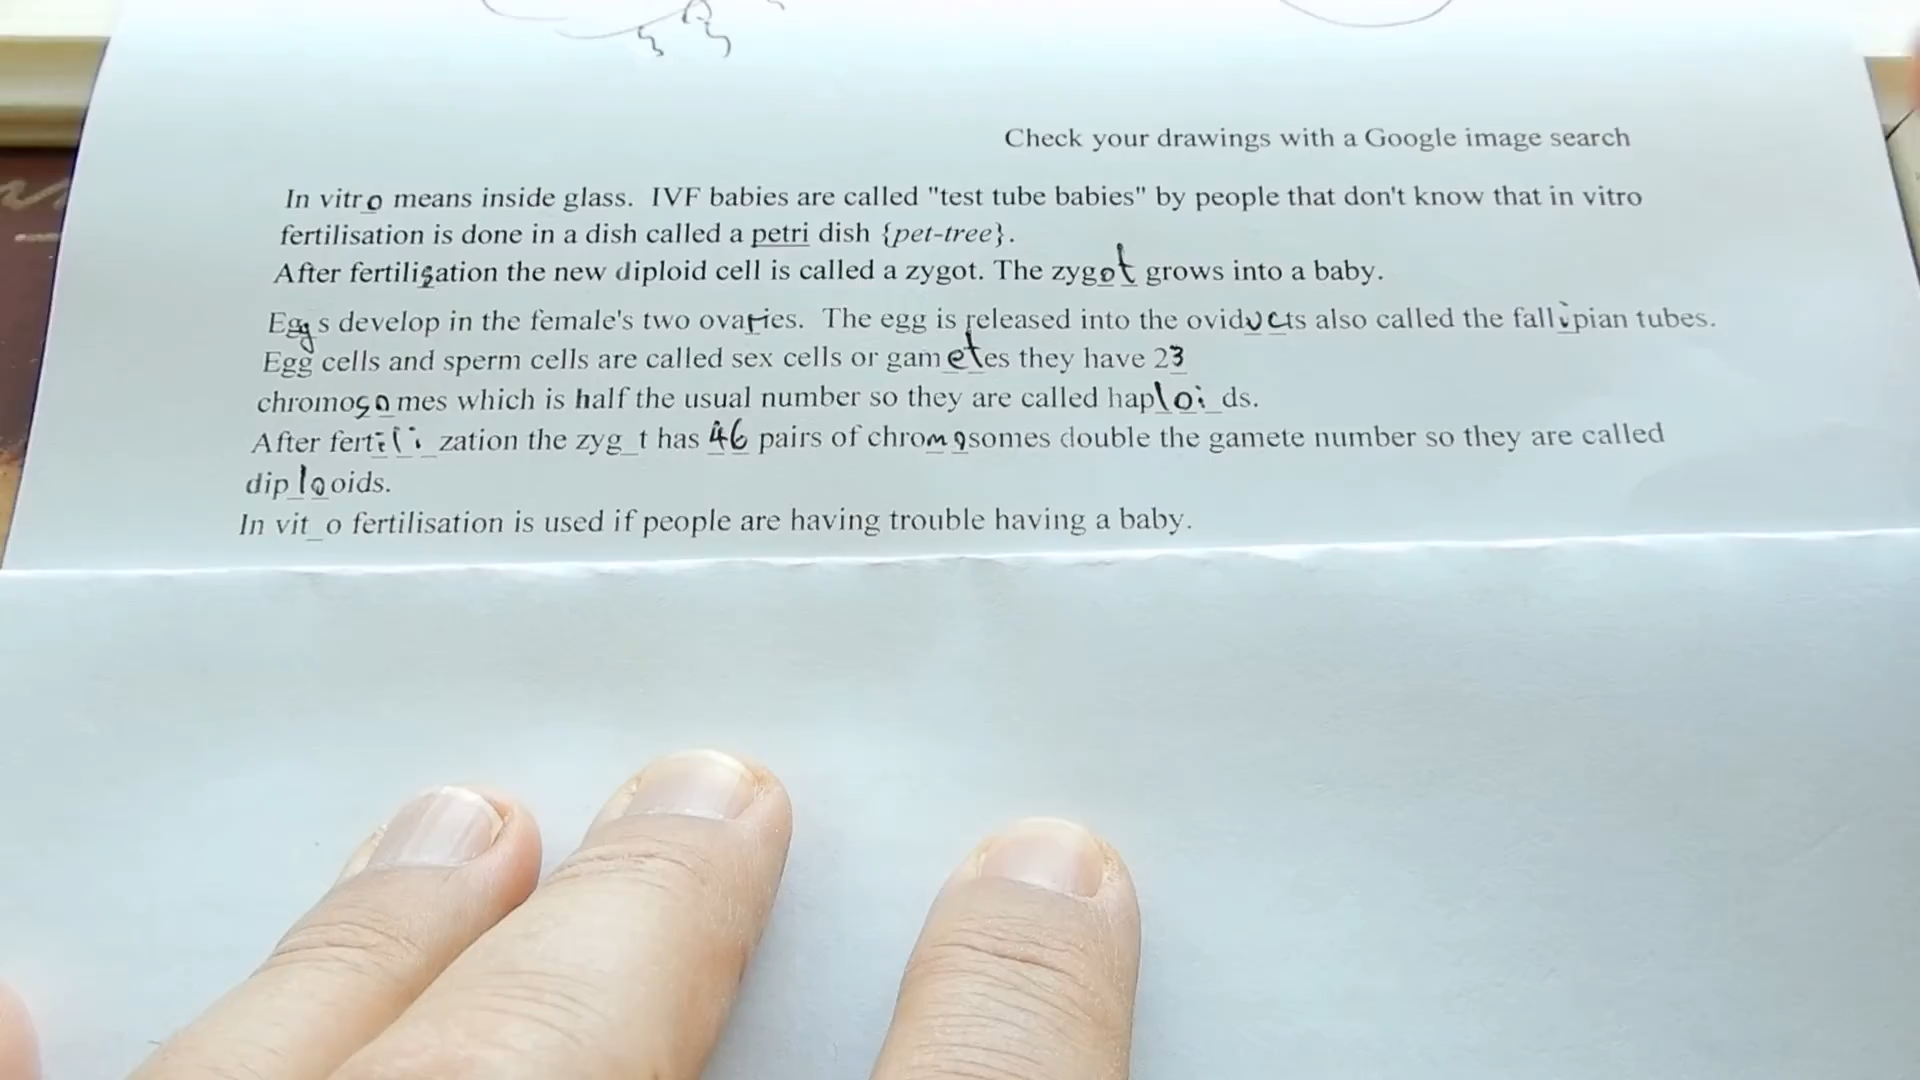 Check your drawings with a Google image search
In vitro means inside glass. IVF babies are called "test tube babies" by people that don't know that in vitro
fertilisation is done in a dish called a petri dish {pet-tree}.
After fertilisation the new diploid cell is called a zygot. The zygot grows into a baby.
Eggs develop in the female's two ovaries. The egg is released into the oviducts also called the fallipian tubes.
Egg cells and sperm cells are called sex cells or gametes they have 23
chromosomes which is half the usual number so they are called haploi_ds.
After fertili_zation the zyg_t has 46 pairs of chromosomes double the gamete number so they are called
diplooids.
In vit_o fertilisation is used if people are having trouble having a baby.